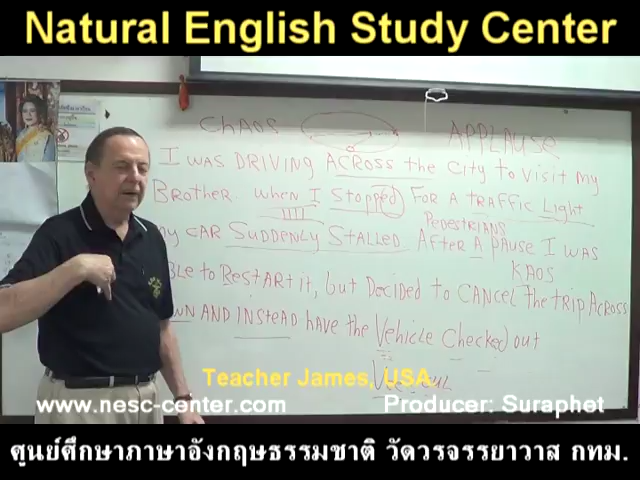 Natural English Study Center
ChAOS
APPLAUSE
I WAS DRIVING ACROSS the City to Visit my
BROTHER when I Stopped FOR A tRAFFIC Light
PEDESTRIANS
my CAR SUDDENLY StALLED AFtER A PAUSE I WAS
KAOS
BLE to REStARt it, but DeciDeD to CANCEL the tRIP ACROSS
WN AND INSteAD hAVe the Vehicle Checked out
Teacher James, USA
www.nesc-center.com Producer: Suraphet
ศูนย์ศึกษาภาษาอังกฤษธรรมชาติ วัดวรจรรยาวาส กทม.